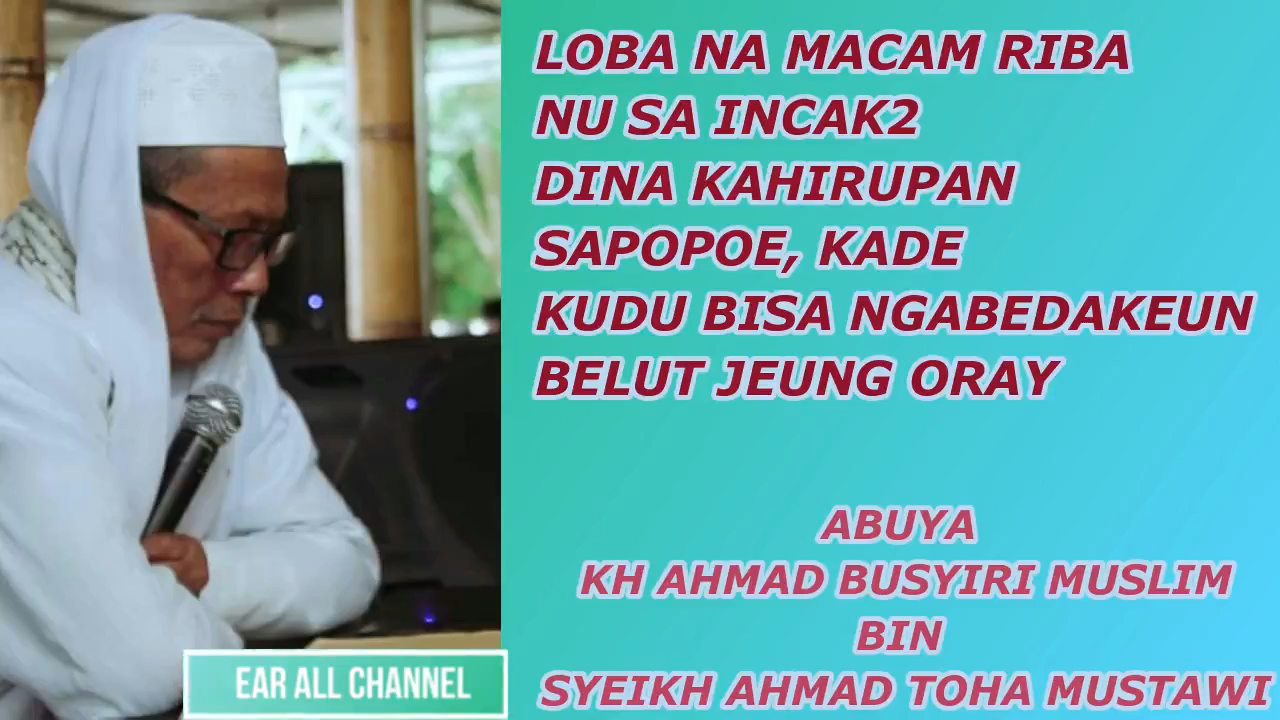 LOBA NA MACAM RIBA
NU SA INCAK2
DINA KAHIRUPAN
SAPOPOE, KADE
KUDU BISA NGABEDAKEUN
BELUT JEUNG ORAY
ABUYA
KH AHMAD BUSYIRI MUSLIM
BIN
SYEIKH AHMAD TOHA MUSTAWI
EAR ALL CHANNEL